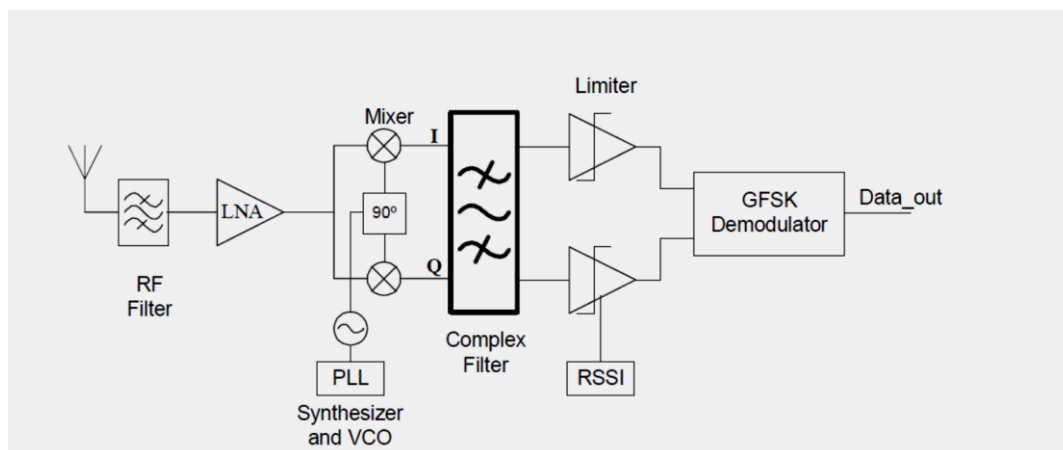 Limiter
Mixer
I
90º
LNA
Q
GFSK
Demodulator
Data_out
RF
Filter
Complex
Filter
PLL
RSSI
Synthesizer
and VCO